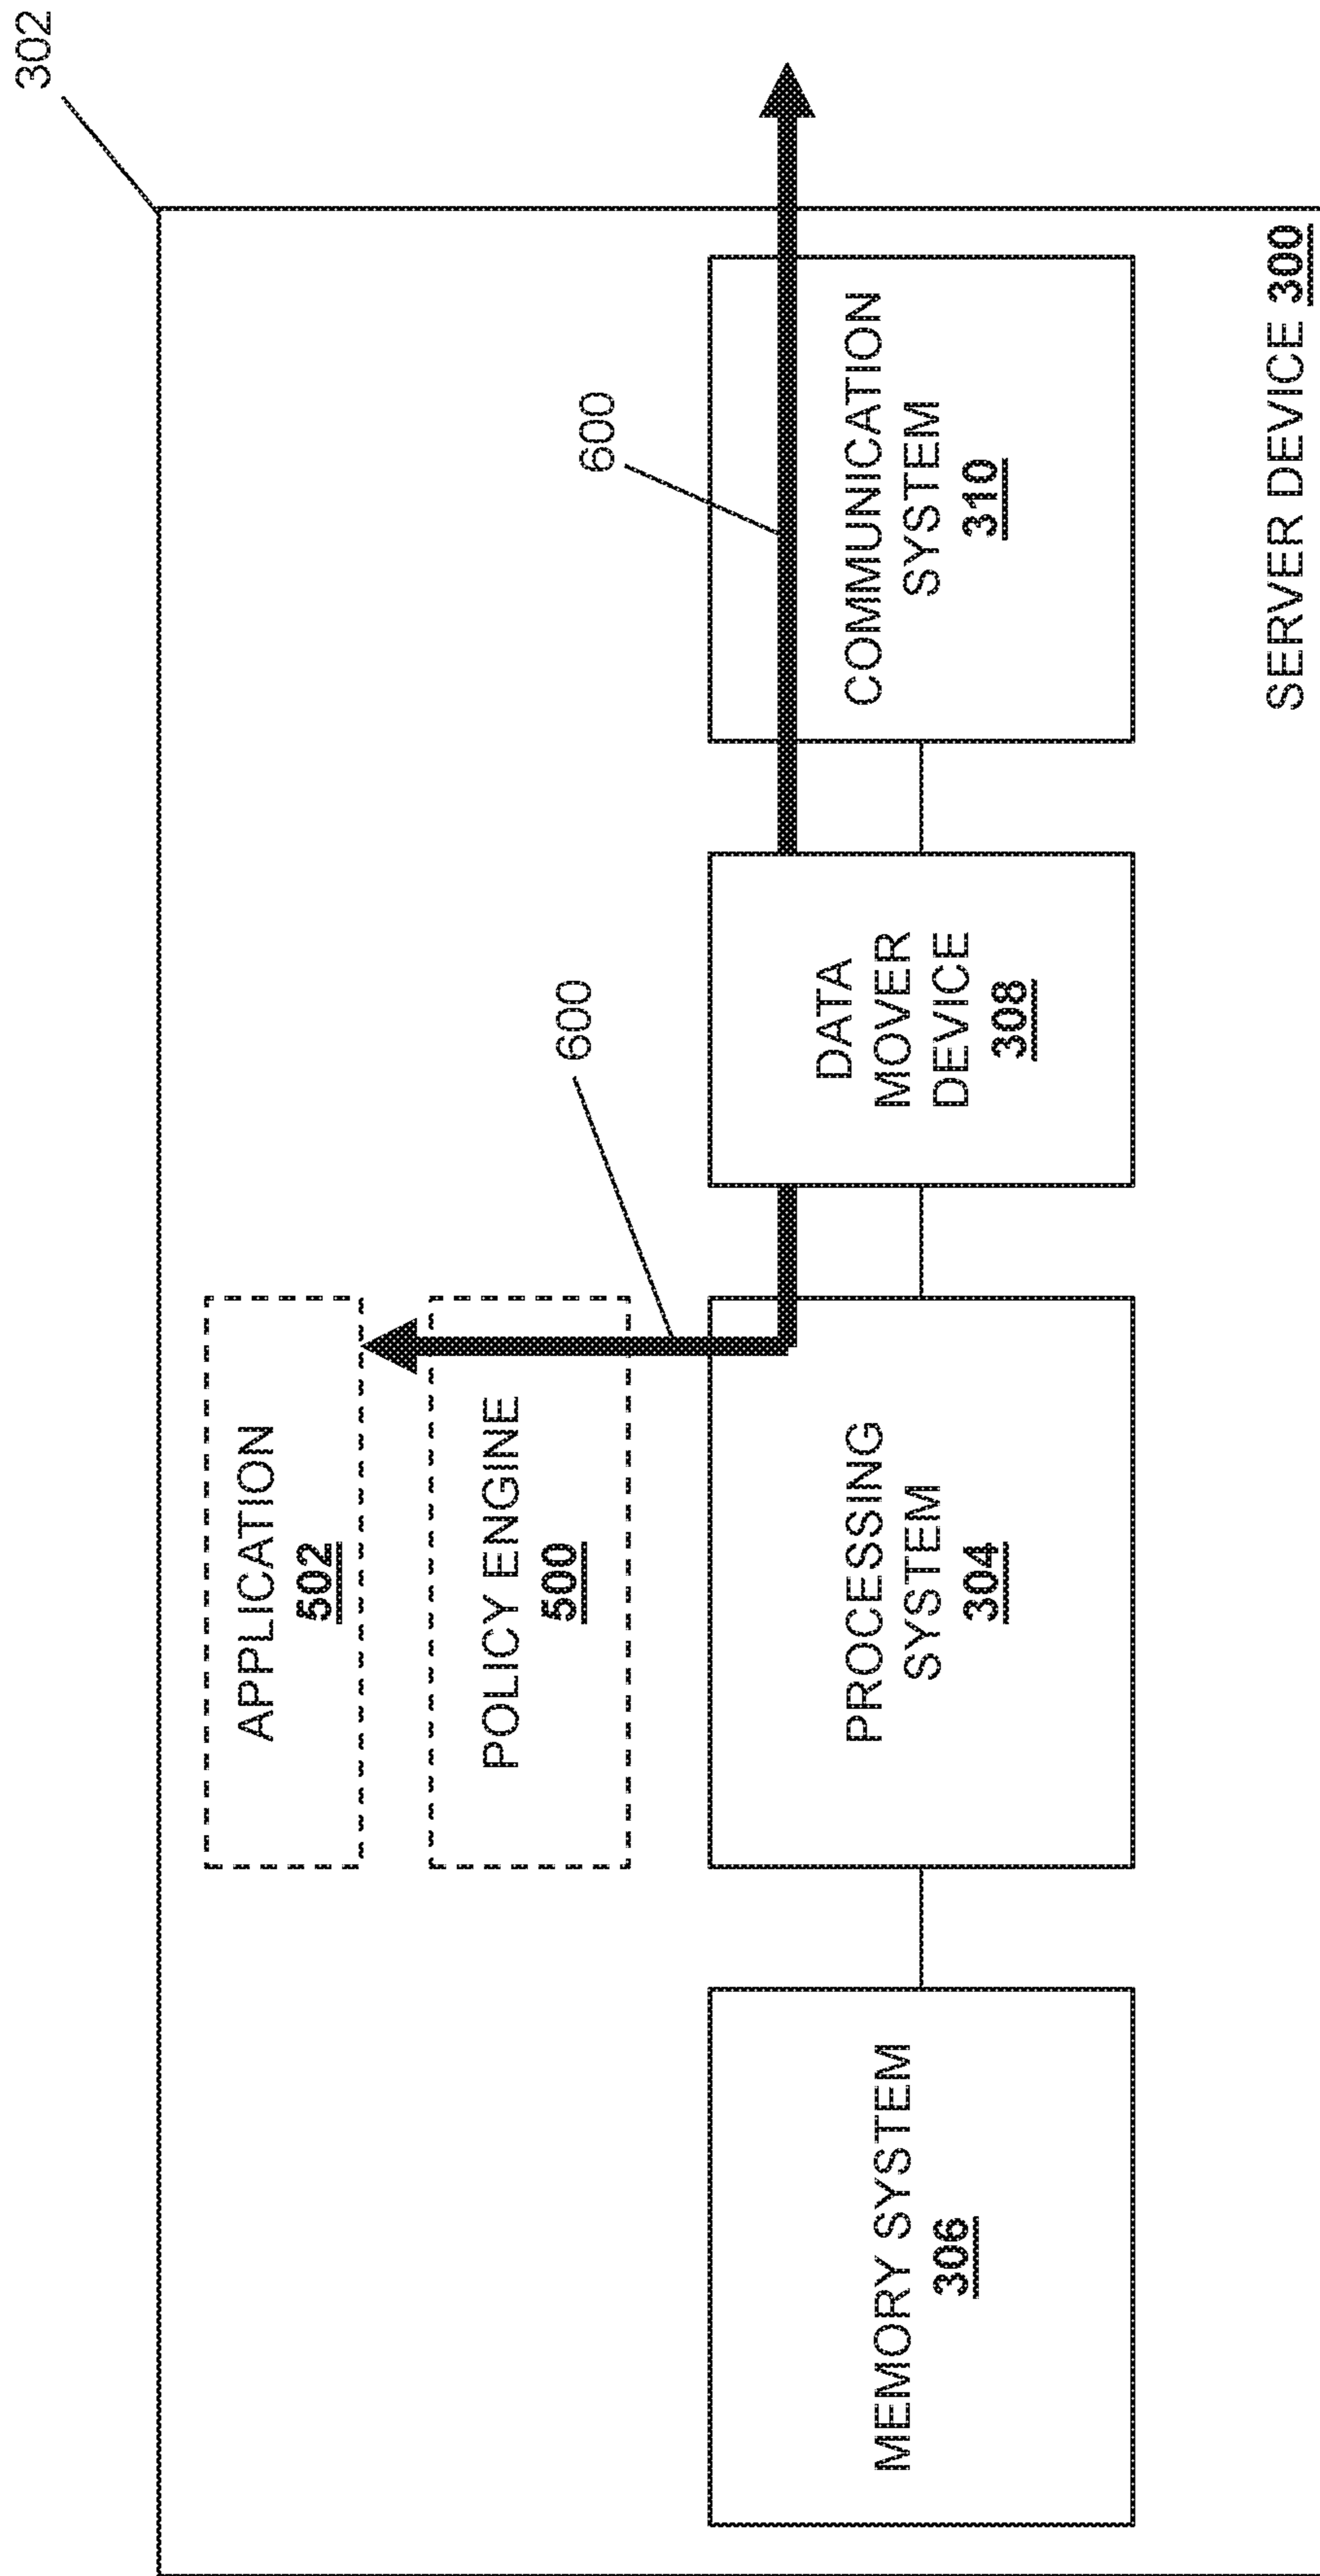 302
APPLICATION
502
POLICY ENGINE
500
600
600
MEMORY SYSTEM
306
PROCESSING
SYSTEM
304
DATA
MOVER
DEVICE
308
COMMUNICATION
SYSTEM
310
SERVER DEVICE 300